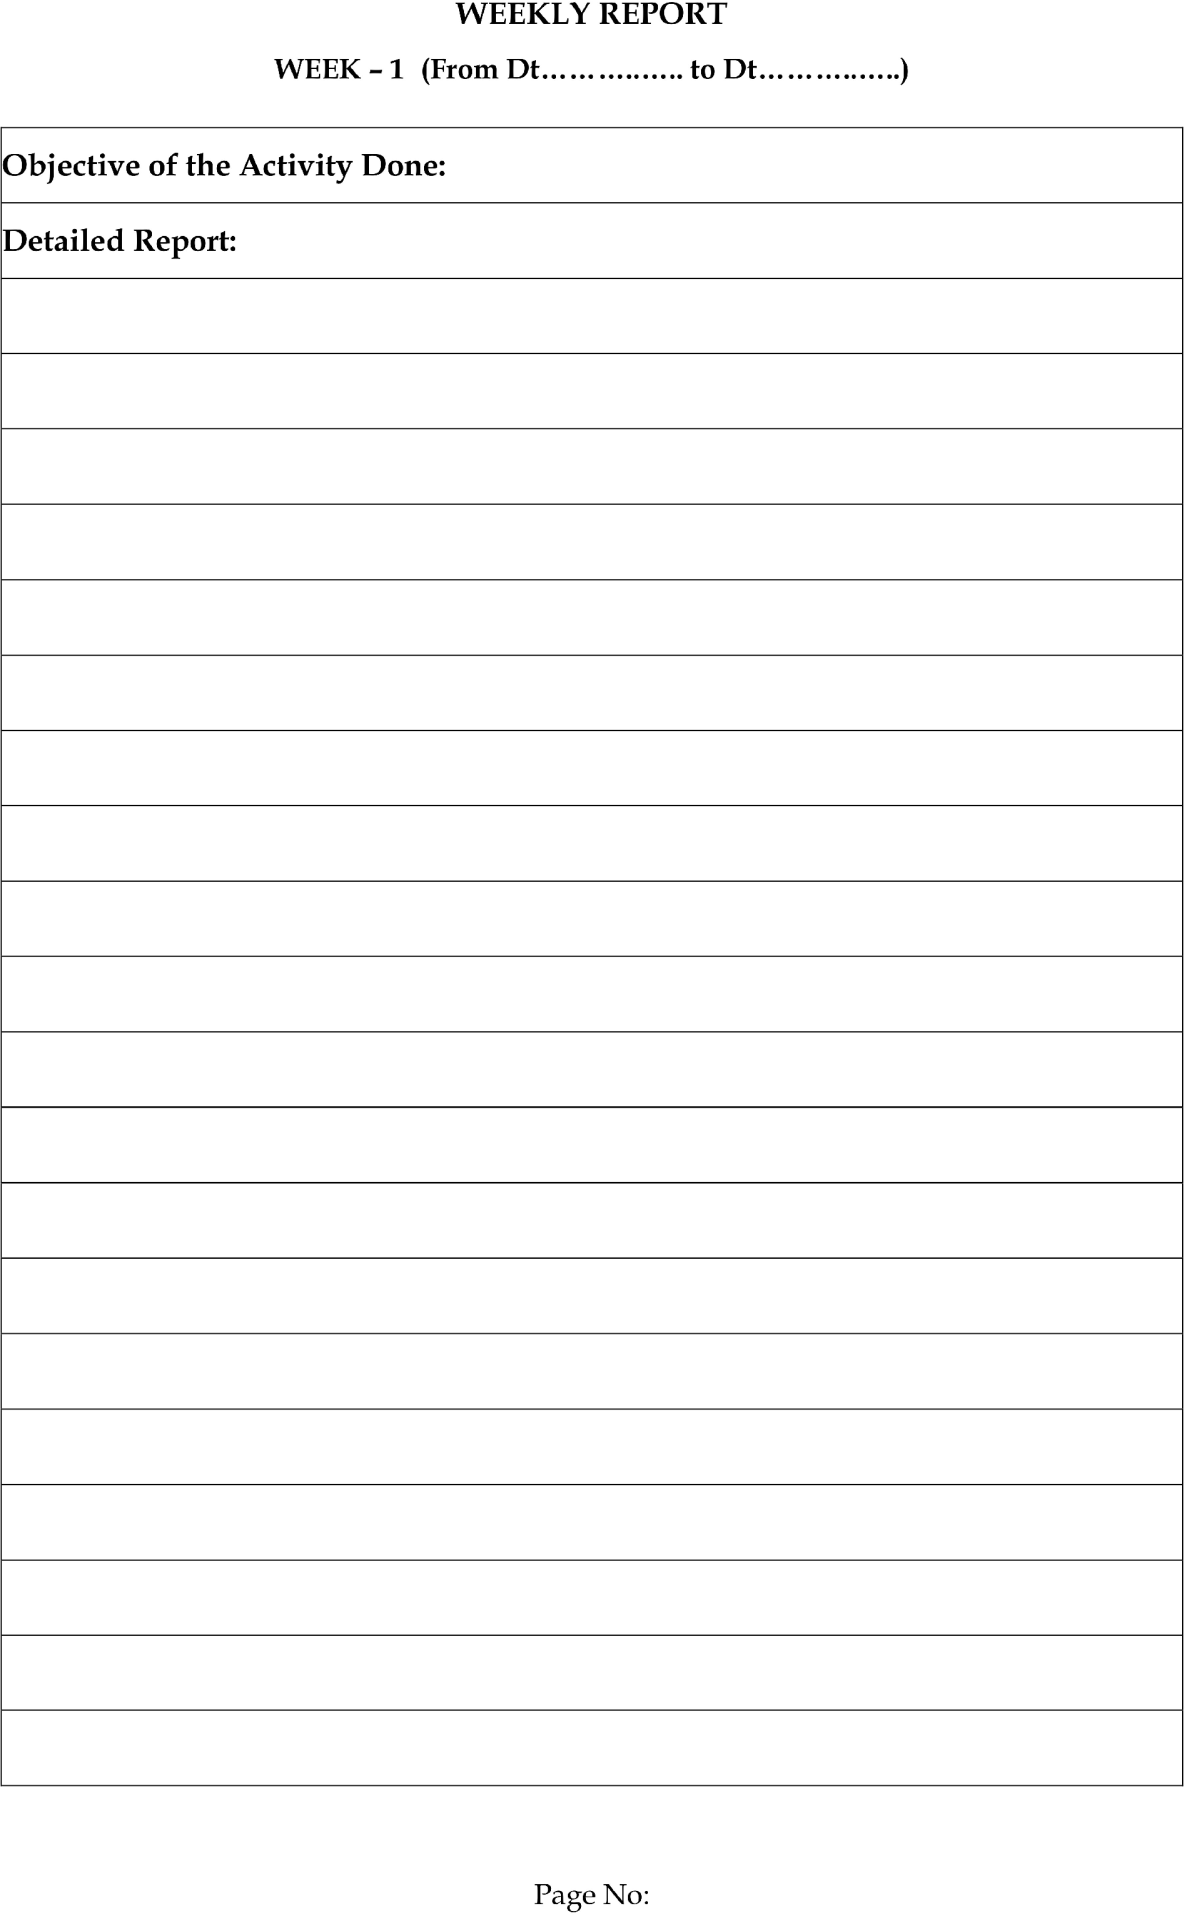 WEEKLY REPORT
WEEK – 1 (From Dt………..….. to Dt………..…..)
Objective of the Activity Done:
Detailed Report:
Page No: